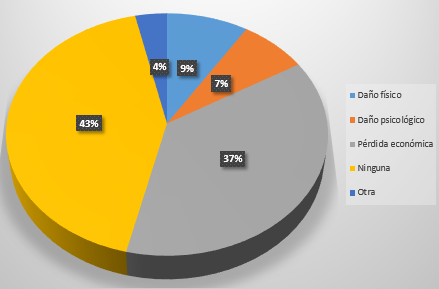 4%
9%
7%
43%
37%
Daño físico
Daño psicológico
Pérdida económica
Ninguna
Otra